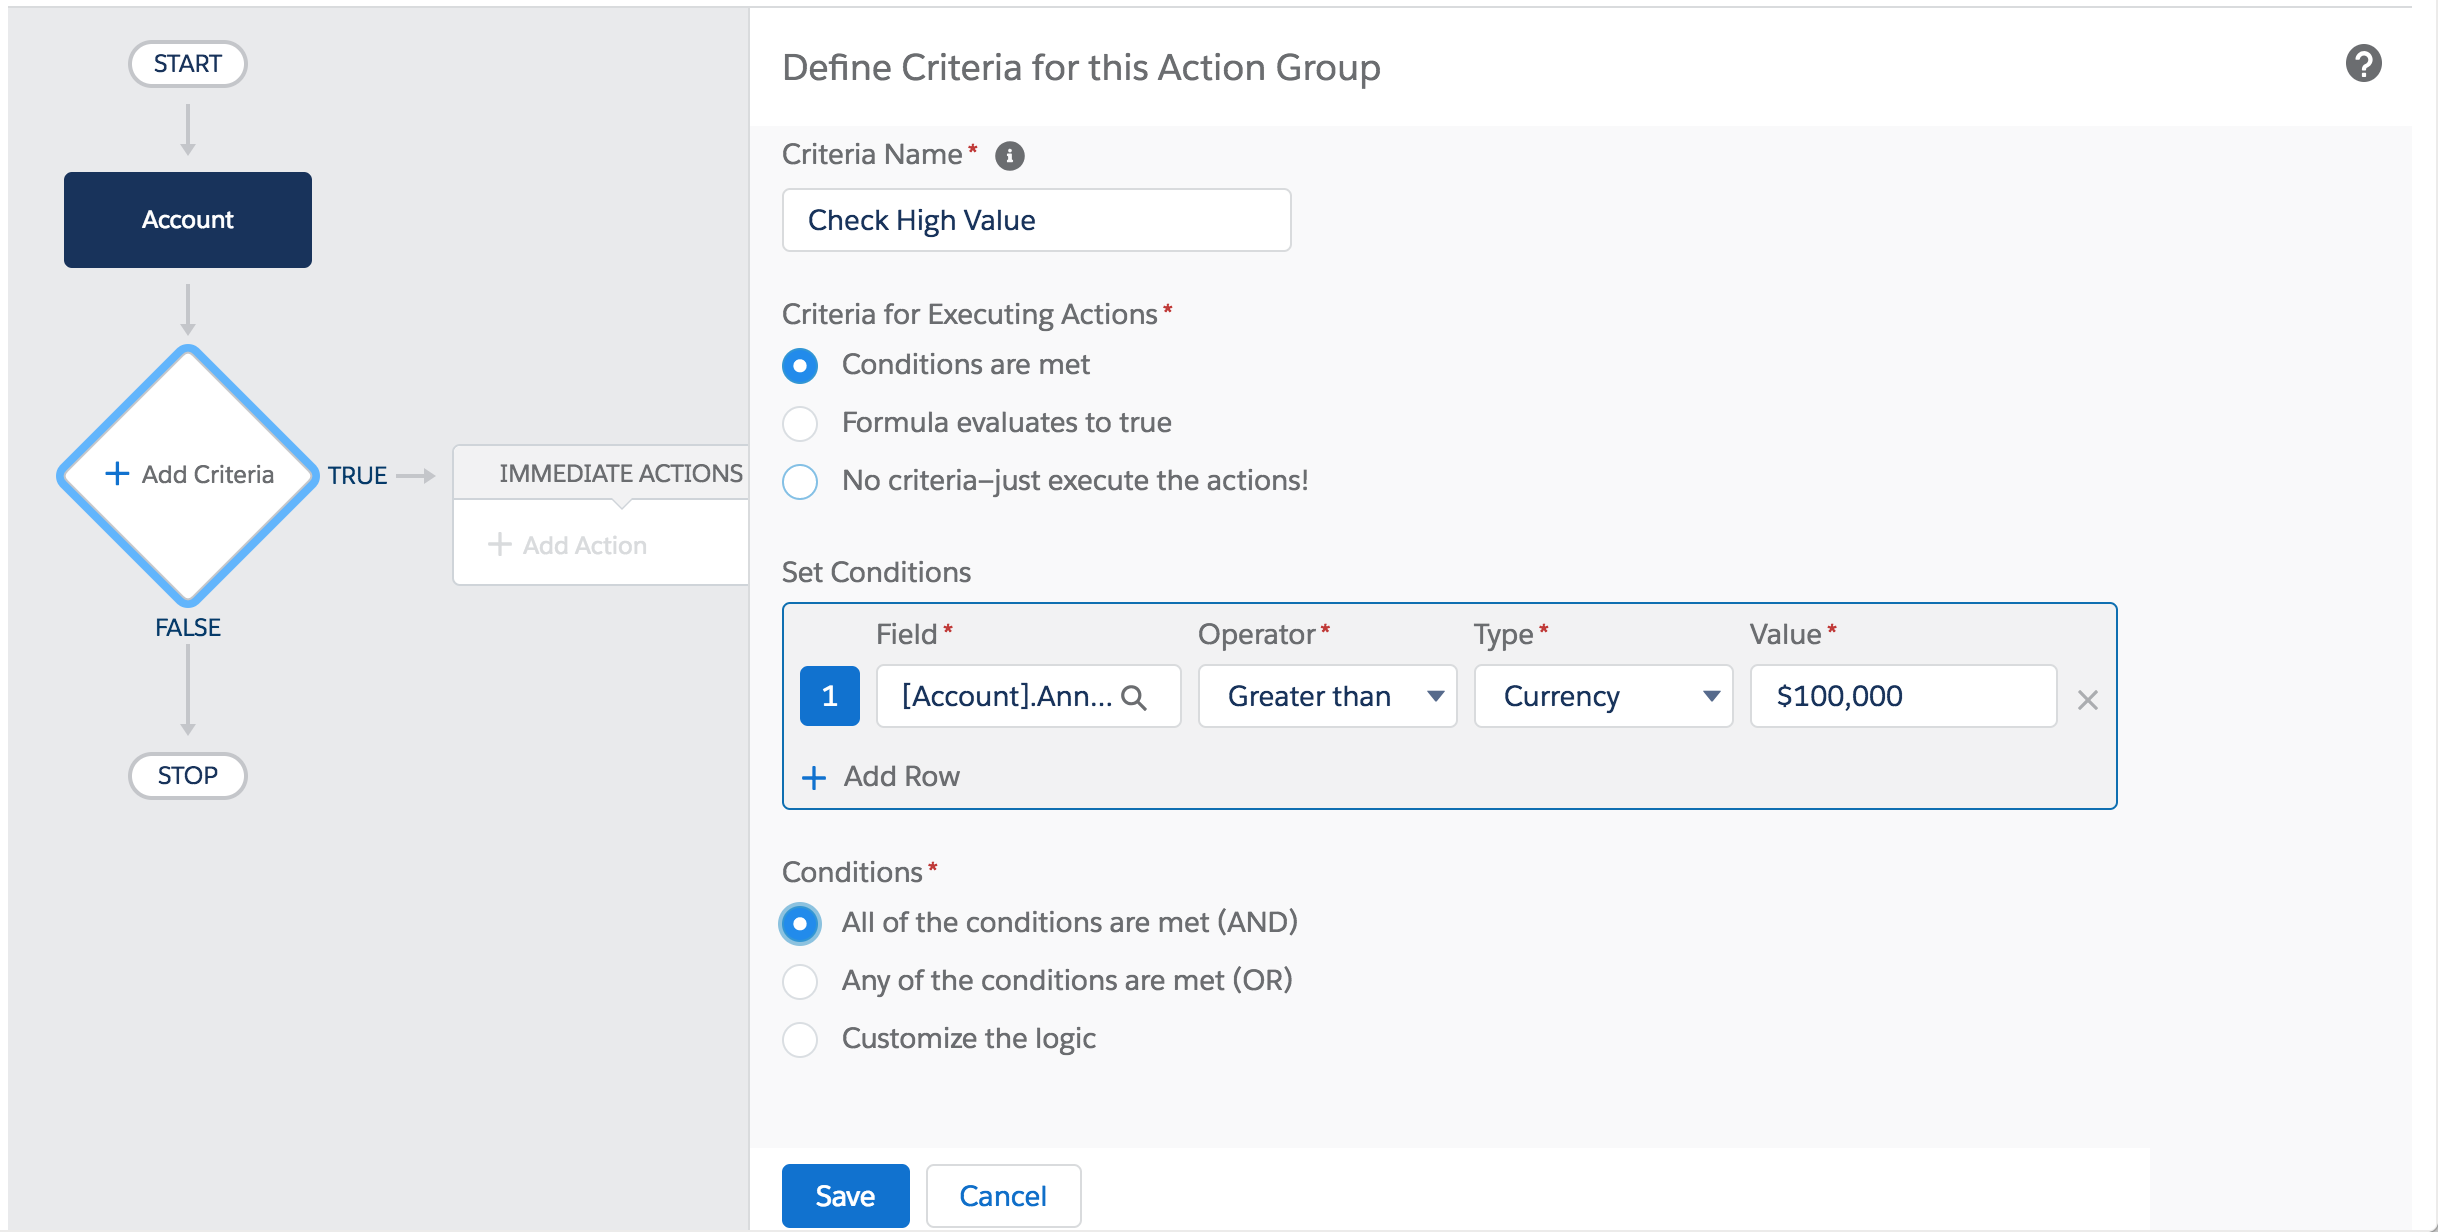 START
Account
+ Add Criteria
TRUE
IMMEDIATE ACTIONS
+ Add Action
FALSE
STOP
Define Criteria for this Action Group
?
Criteria Name* i
Check High Value
Criteria for Executing Actions*
Conditions are met
Formula evaluates to true
No criteria–just execute the actions!
Set Conditions
Field* Operator* Type* Value*
1 [Account].Ann... Greater than Currency $100,000
+ Add Row
Conditions*
All of the conditions are met (AND)
Any of the conditions are met (OR)
Customize the logic
Save Cancel